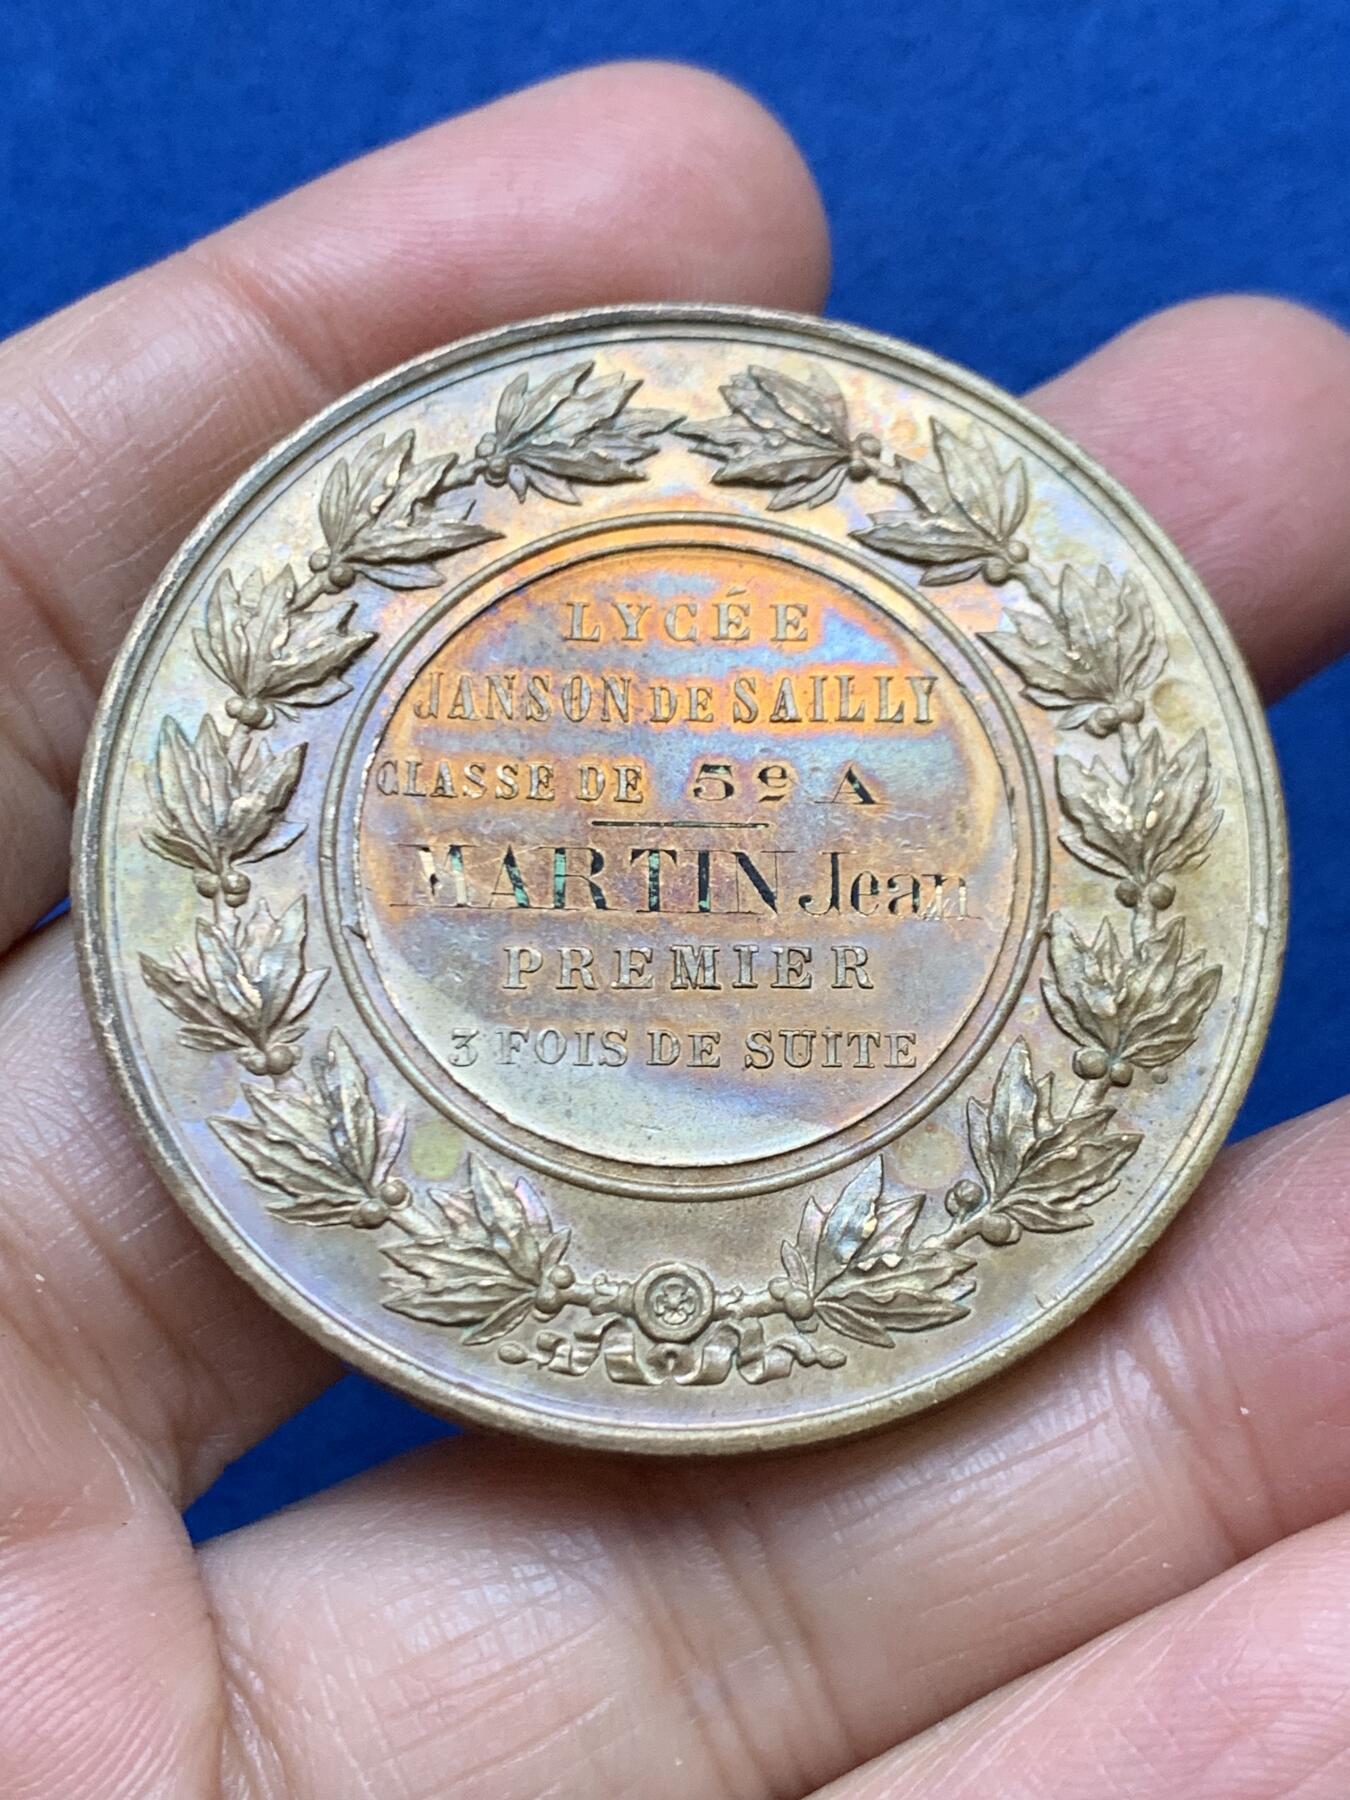 LYCÉE
JANSON DE SAILLY
CLASSE DE 5e A
MARTIN Jean
PREMIER
3 FOIS DE SUITE